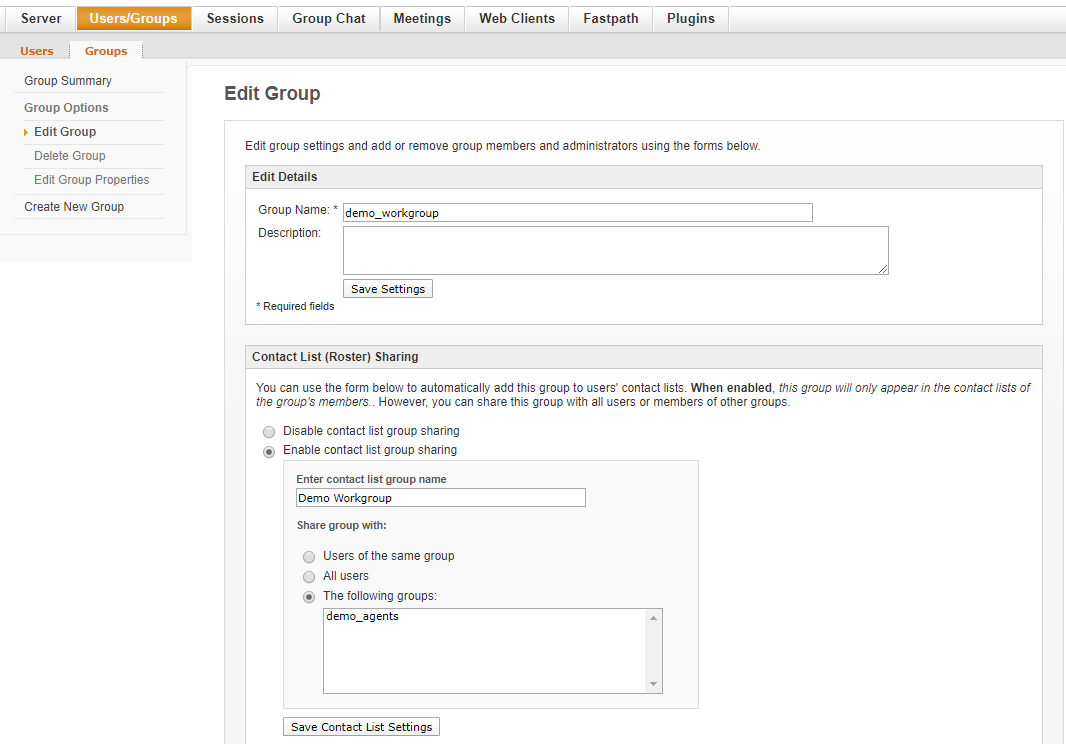 Server Users/Groups Sessions Group Chat Meetings Web Clients Fastpath Plugins
Users Groups
Group Summary
Group Options
Edit Group
Delete Group
Edit Group Properties
Create New Group
Edit Group
Edit group settings and add or remove group members and administrators using the forms below.
Edit Details
Group Name: * demo_workgroup
Description:
Save Settings
* Required fields
Contact List (Roster) Sharing
You can use the form below to automatically add this group to users' contact lists. When enabled, this group will only appear in the contact lists of
the group's members.. However, you can share this group with all users or members of other groups.
Disable contact list group sharing
Enable contact list group sharing
Enter contact list group name
Demo Workgroup
Share group with:
Users of the same group
All users
The following groups:
demo_agents
Save Contact List Settings